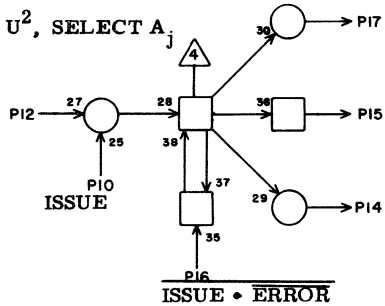 U², SELECT Aj
4
30
P17
P12
27
28
36
P15
25
38
P10
ISSUE
37
29
P14
35
P16
ISSUE • ERROR